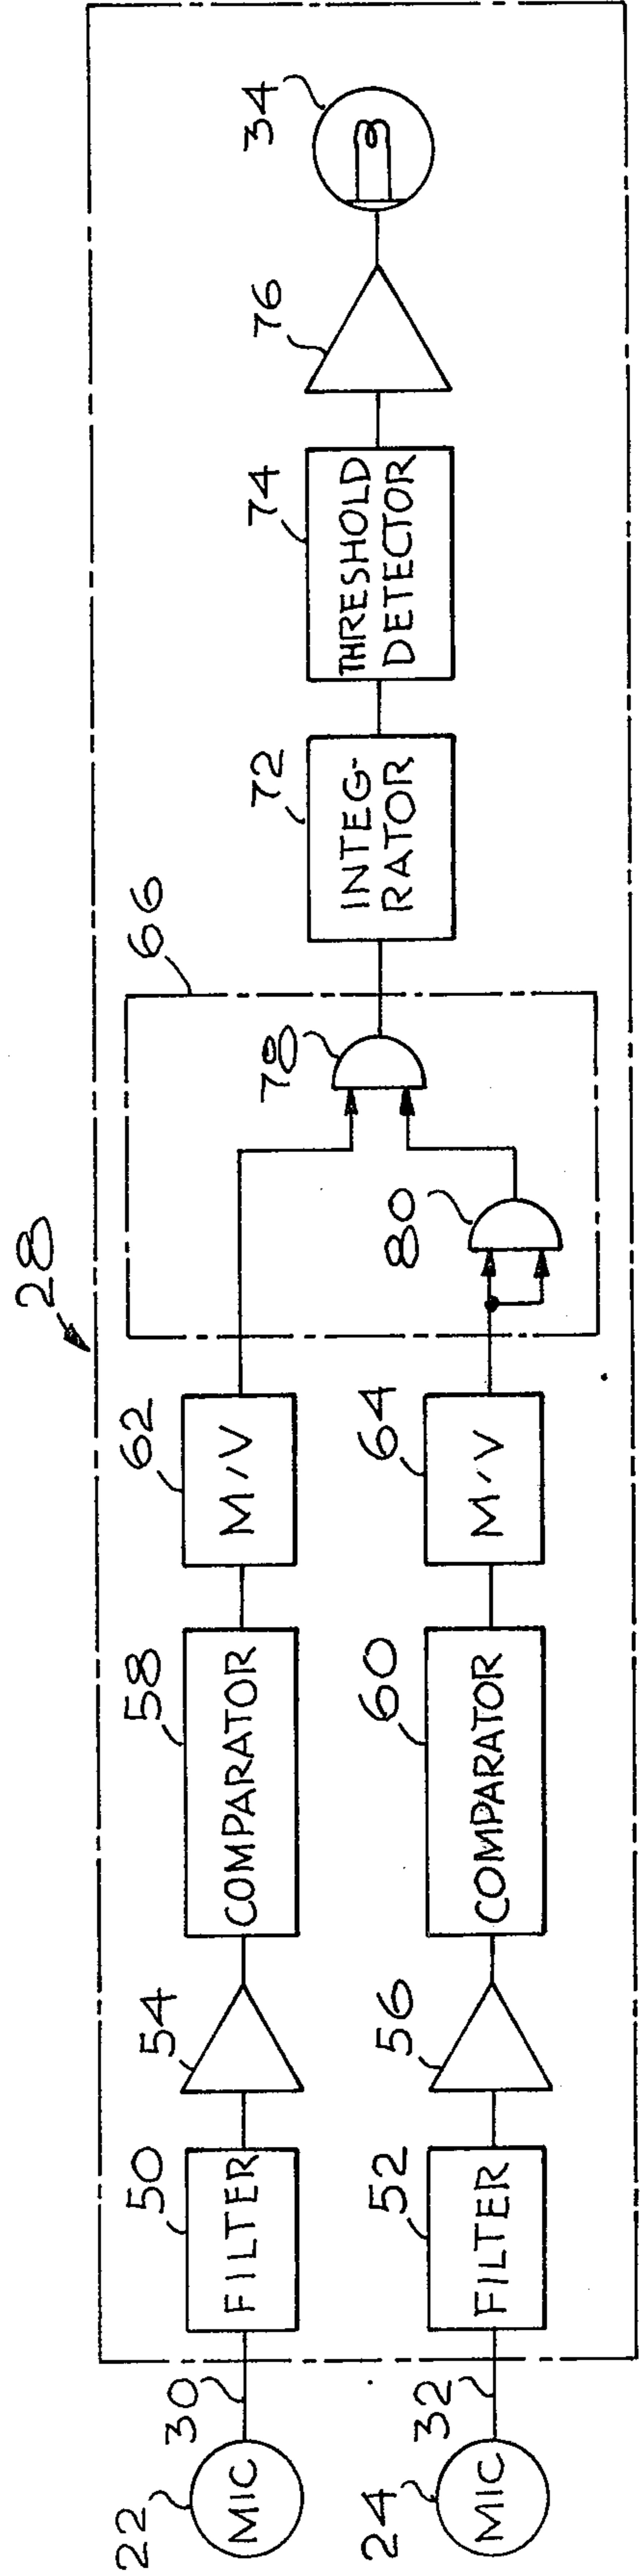 28
22
MIC
30
50
FILTER
54
58
COMPARATOR
62
M/V
66
78
72
INTEG-
RATOR
74
THRESHOLD
DETECTOR
76
34
24
MIC
32
52
FILTER
56
60
COMPARATOR
64
M/V
80